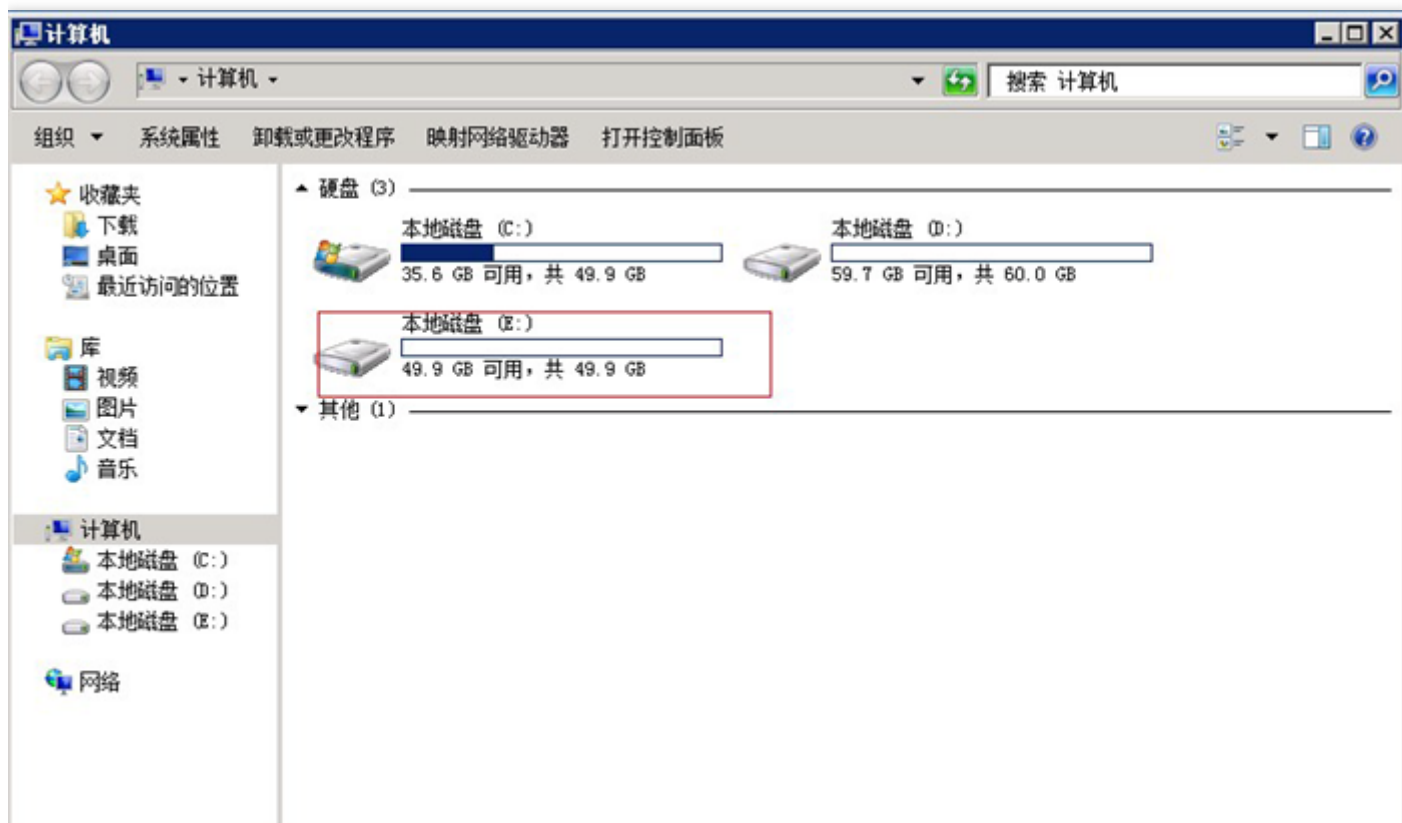 计算机
计算机
搜索 计算机
组织 系统属性 卸载或更改程序 映射网络驱动器 打开控制面板
收藏夹
下载
桌面
最近访问的位置
库
视频
图片
文档
音乐
计算机
本地磁盘 (C:)
本地磁盘 (D:)
本地磁盘 (E:)
网络
硬盘 (3)
本地磁盘 (C:)
35.6 GB 可用，共 49.9 GB
本地磁盘 (D:)
59.7 GB 可用，共 60.0 GB
本地磁盘 (E:)
49.9 GB 可用，共 49.9 GB
其他 (1)